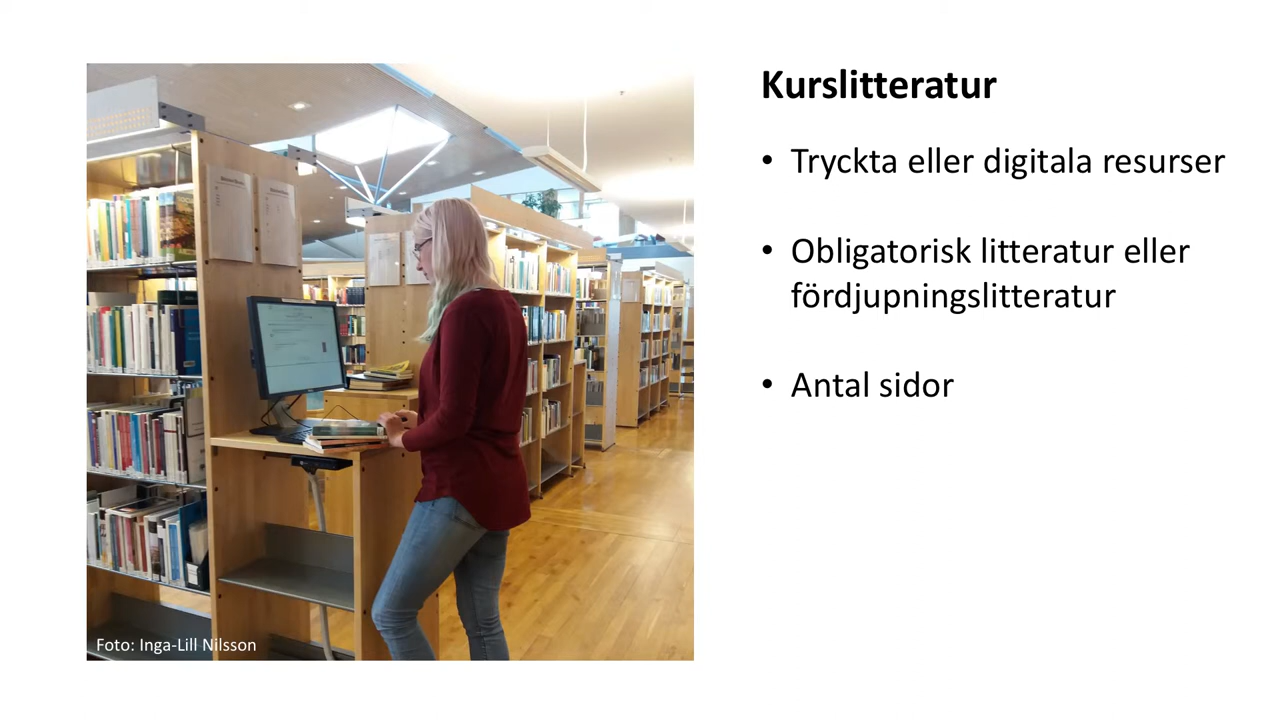 Kurslitteratur
• Tryckta eller digitala resurser
• Obligatorisk litteratur eller
fördjupningslitteratur
• Antal sidor
Foto: Inga-Lill Nilsson